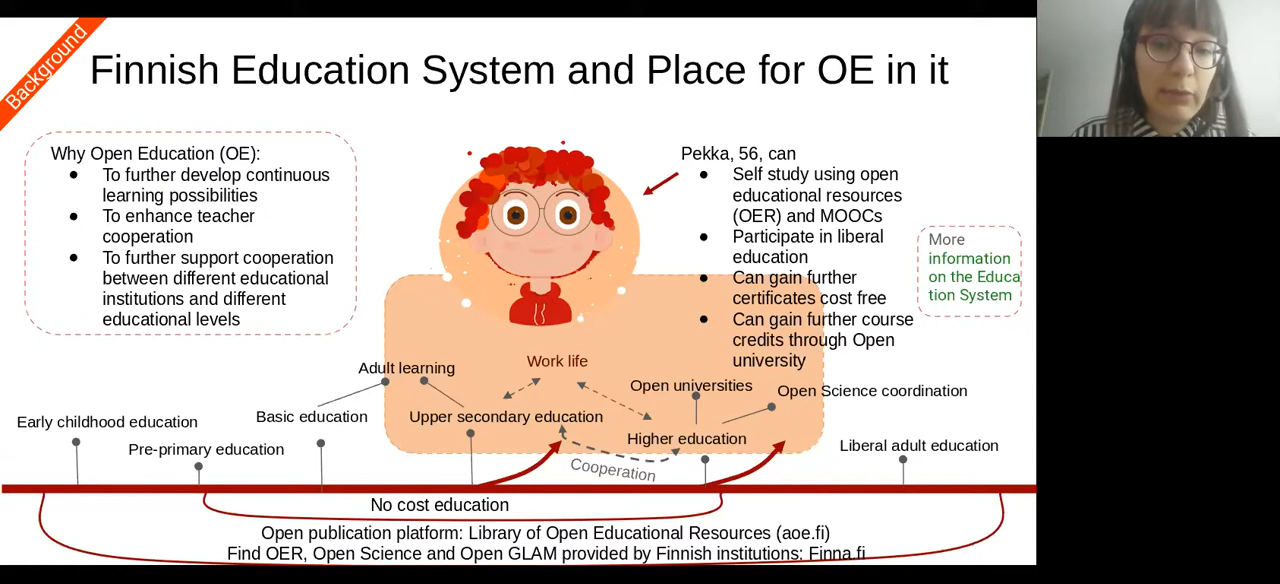 Background
Finnish Education System and Place for OE in it
Why Open Education (OE):
● To further develop continuous
learning possibilities
● To enhance teacher
cooperation
● To further support cooperation
between different educational
institutions and different
educational levels
Pekka, 56, can
● Self study using open
educational resources
(OER) and MOOCs
● Participate in liberal
education
● Can gain further
certificates cost free
● Can gain further course
credits through Open
university
More
information
on the Educa
tion System
Work life
Adult learning
Open universities
Open Science coordination
Early childhood education
Basic education
Upper secondary education
Pre-primary education
Higher education
Liberal adult education
Cooperation
No cost education
Open publication platform: Library of Open Educational Resources (aoe.fi)
Find OER, Open Science and Open GLAM provided by Finnish institutions: Finna.fi